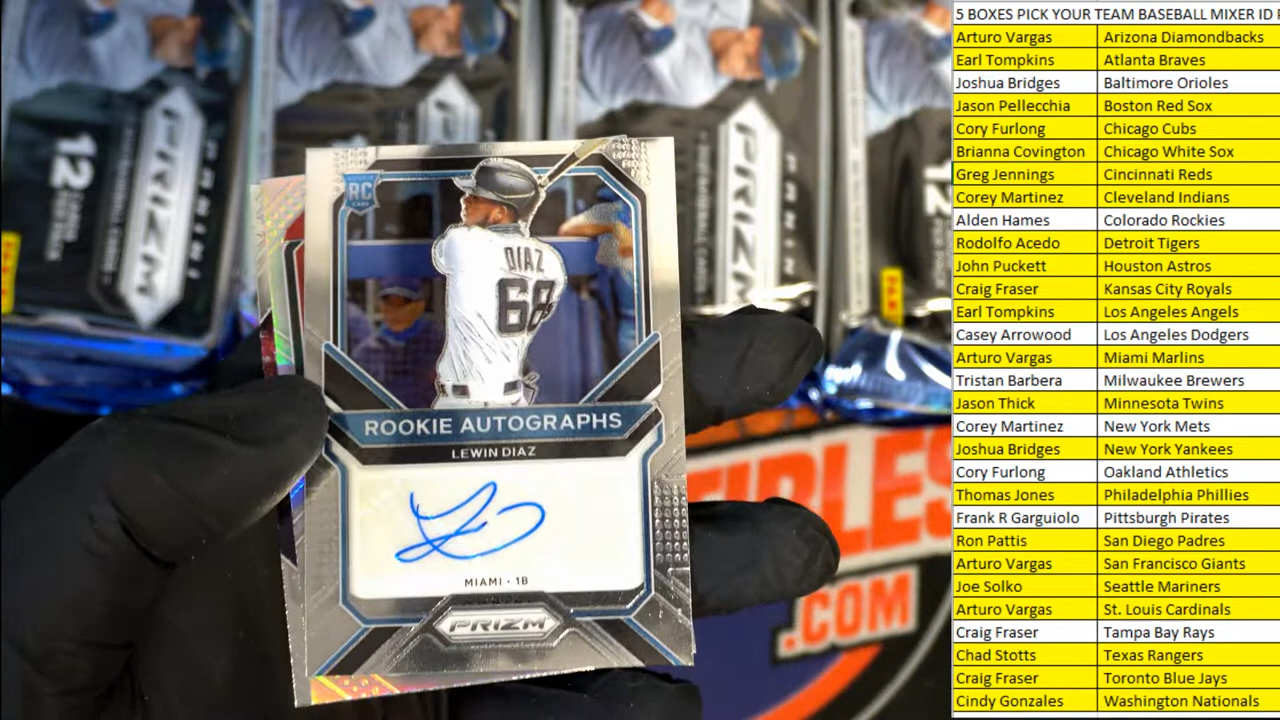 12
PRIZM
PRIZM
12
RC
DIAZ
68
ROOKIE AUTOGRAPHS
LEWIN DIAZ
MIAMI · 1B
PRIZM
.COM
5 BOXES PICK YOUR TEAM BASEBALL MIXER ID
Arturo Vargas Arizona Diamondbacks
Earl Tompkins Atlanta Braves
Joshua Bridges Baltimore Orioles
Jason Pellecchia Boston Red Sox
Cory Furlong Chicago Cubs
Brianna Covington Chicago White Sox
Greg Jennings Cincinnati Reds
Corey Martinez Cleveland Indians
Alden Hames Colorado Rockies
Rodolfo Acedo Detroit Tigers
John Puckett Houston Astros
Craig Fraser Kansas City Royals
Earl Tompkins Los Angeles Angels
Casey Arrowood Los Angeles Dodgers
Arturo Vargas Miami Marlins
Tristan Barbera Milwaukee Brewers
Jason Thick Minnesota Twins
Corey Martinez New York Mets
Joshua Bridges New York Yankees
Cory Furlong Oakland Athletics
Thomas Jones Philadelphia Phillies
Frank R Garguiolo Pittsburgh Pirates
Ron Pattis San Diego Padres
Arturo Vargas San Francisco Giants
Joe Solko Seattle Mariners
Arturo Vargas St. Louis Cardinals
Craig Fraser Tampa Bay Rays
Chad Stotts Texas Rangers
Craig Fraser Toronto Blue Jays
Cindy Gonzales Washington Nationals